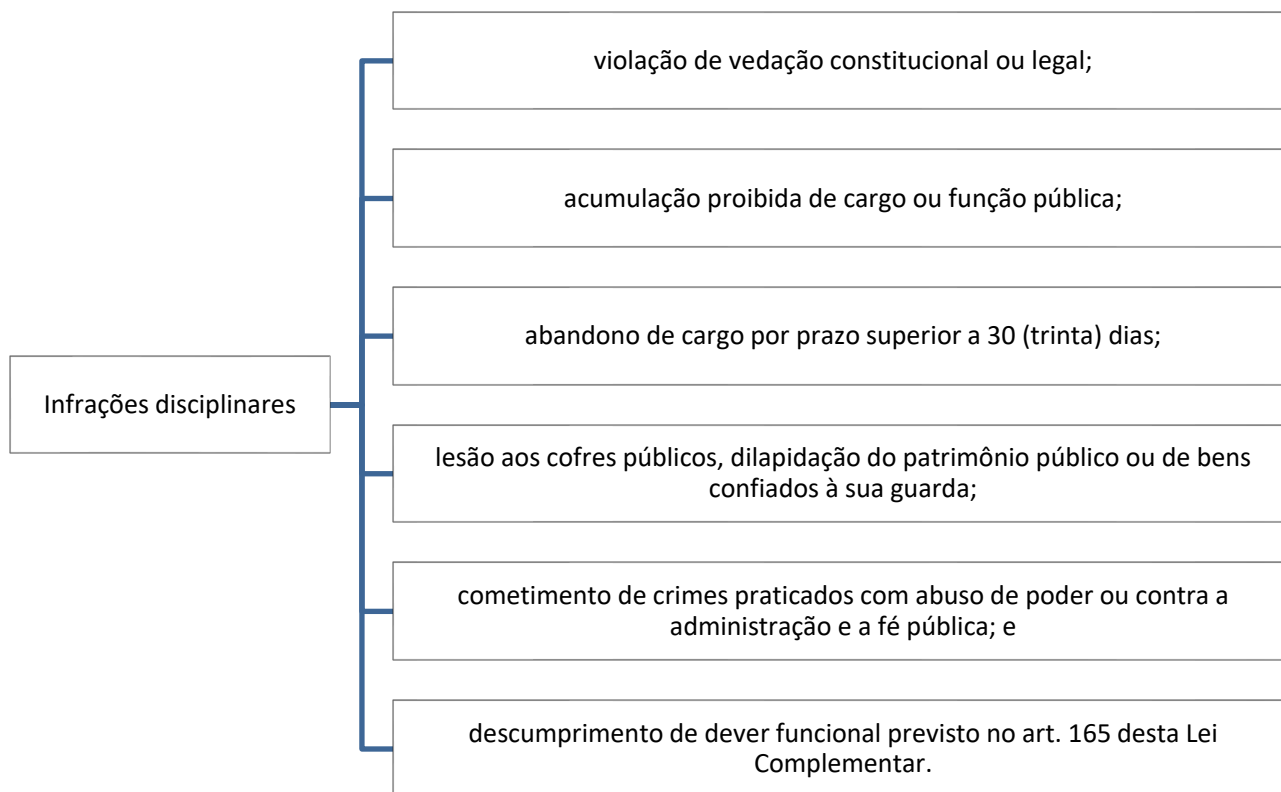 violação de vedação constitucional ou legal;
acumulação proibida de cargo ou função pública;
abandono de cargo por prazo superior a 30 (trinta) dias;
Infrações disciplinares
lesão aos cofres públicos, dilapidação do patrimônio público ou de bens
confiados à sua guarda;
cometimento de crimes praticados com abuso de poder ou contra a
administração e a fé pública; e
descumprimento de dever funcional previsto no art. 165 desta Lei
Complementar.